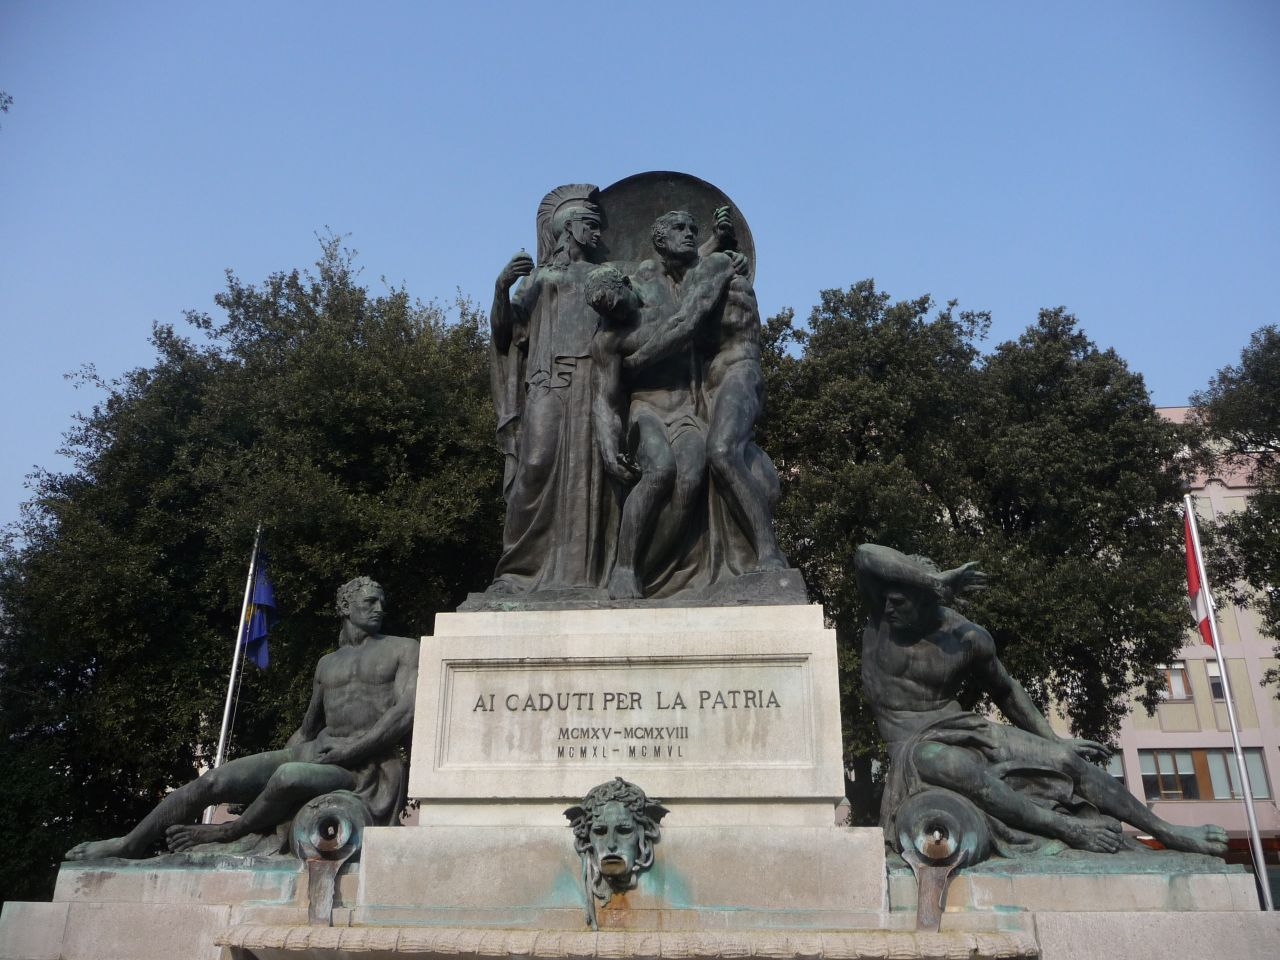 AI CADUTI PER LA PATRIA
MCMXV-MCMXVIII
MCMXL-MCMVL